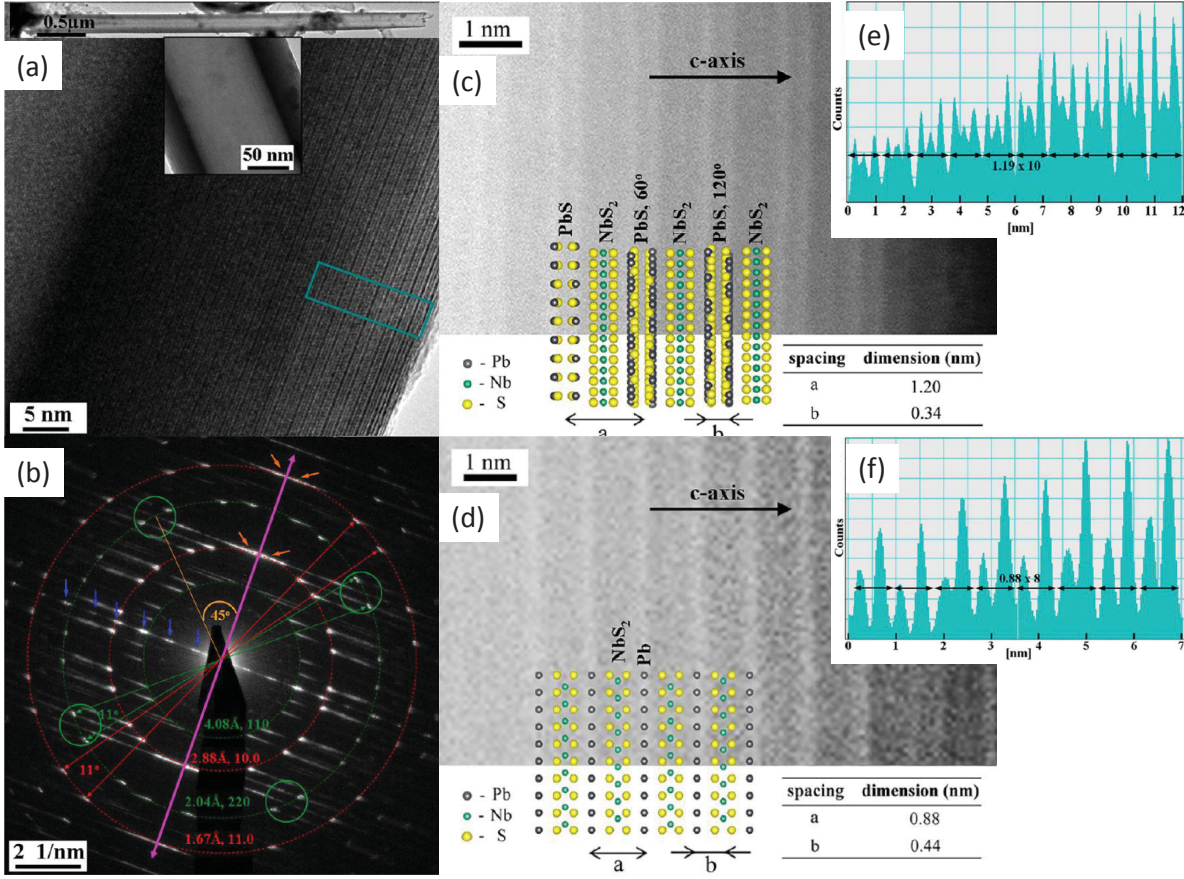 0.5µm
(a)
50 nm
5 nm
(b)
45°
11°
11°
4.08Å, 110
2.88Å, 10.0
2.04Å, 220
1.67Å, 11.0
2 1/nm
1 nm
(c)
c-axis
PbS
NbS₂
PbS, 60°
NbS₂
PbS, 120°
NbS₂
- Pb
- Nb
- S
a
b
spacing dimension (nm)
a 1.20
b 0.34
(e)
Counts
1.19 x 10
0 1 2 3 4 5 6 7 8 9 10 11 12
[nm]
1 nm
(d)
c-axis
NbS₂
Pb
- Pb
- Nb
- S
a
b
spacing dimension (nm)
a 0.88
b 0.44
(f)
Counts
0.88 x 8
0 1 2 3 4 5 6 7
[nm]